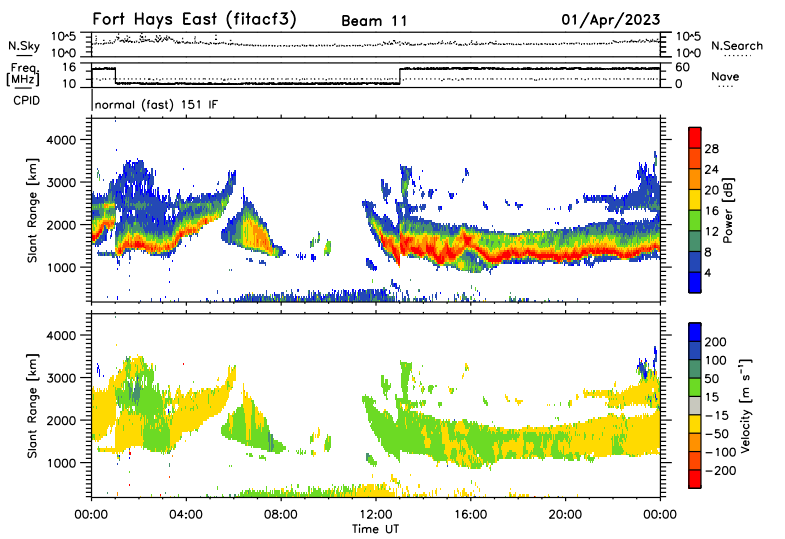 Fort Hays East (fitacf3) Beam 11 01/Apr/2023
N.Sky 10^5 10^0 10^5 10^0 N.Search
Freq. [MHz] 16 10 60 0 Nave
CPID normal (fast) 151 IF
Slant Range [km]
4000
3000
2000
1000
Power [dB]
28
24
20
16
12
8
4
Slant Range [km]
4000
3000
2000
1000
Velocity [m s⁻¹]
200
100
50
15
−15
−50
−100
−200
00:00 04:00 08:00 12:00 16:00 20:00 00:00
Time UT